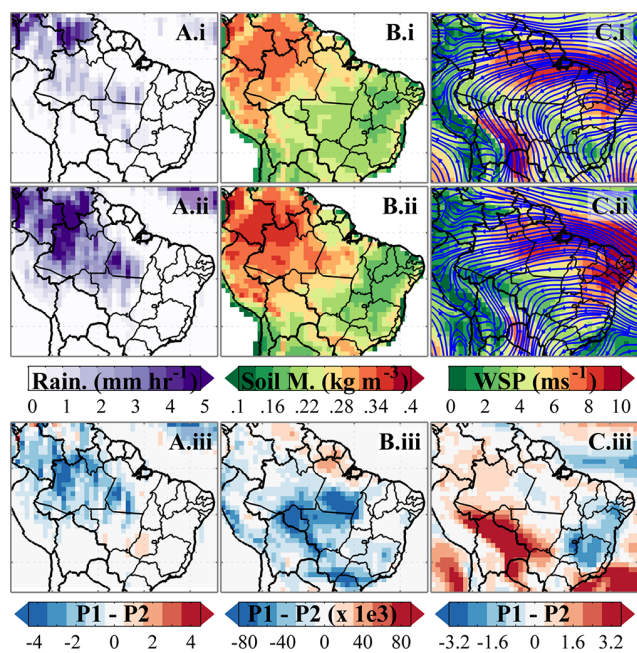 A.i B.i C.i
A.ii B.ii C.ii
Rain. (mm hr⁻¹) Soil M. (kg m⁻³) WSP (ms⁻¹)
0 1 2 3 4 5 .1 .16 .22 .28 .34 .4 0 2 4 6 8 10
A.iii B.iii C.iii
P1 - P2 P1 - P2 (x 1e3) P1 - P2
-4 -2 0 2 4 -80 -40 0 40 80 -3.2 -1.6 0 1.6 3.2